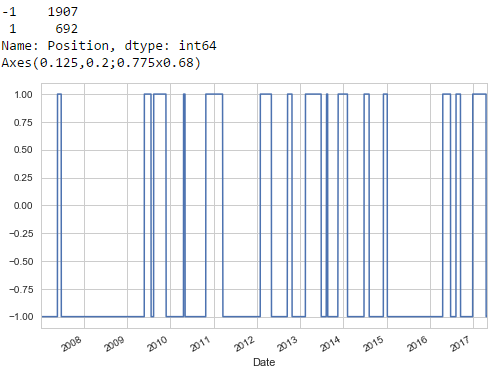 -1 1907
1 692
Name: Position, dtype: int64
Axes(0.125,0.2;0.775x0.68)
1.00
0.75
0.50
0.25
0.00
−0.25
−0.50
−0.75
−1.00
2008 2009 2010 2011 2012 2013 2014 2015 2016 2017
Date